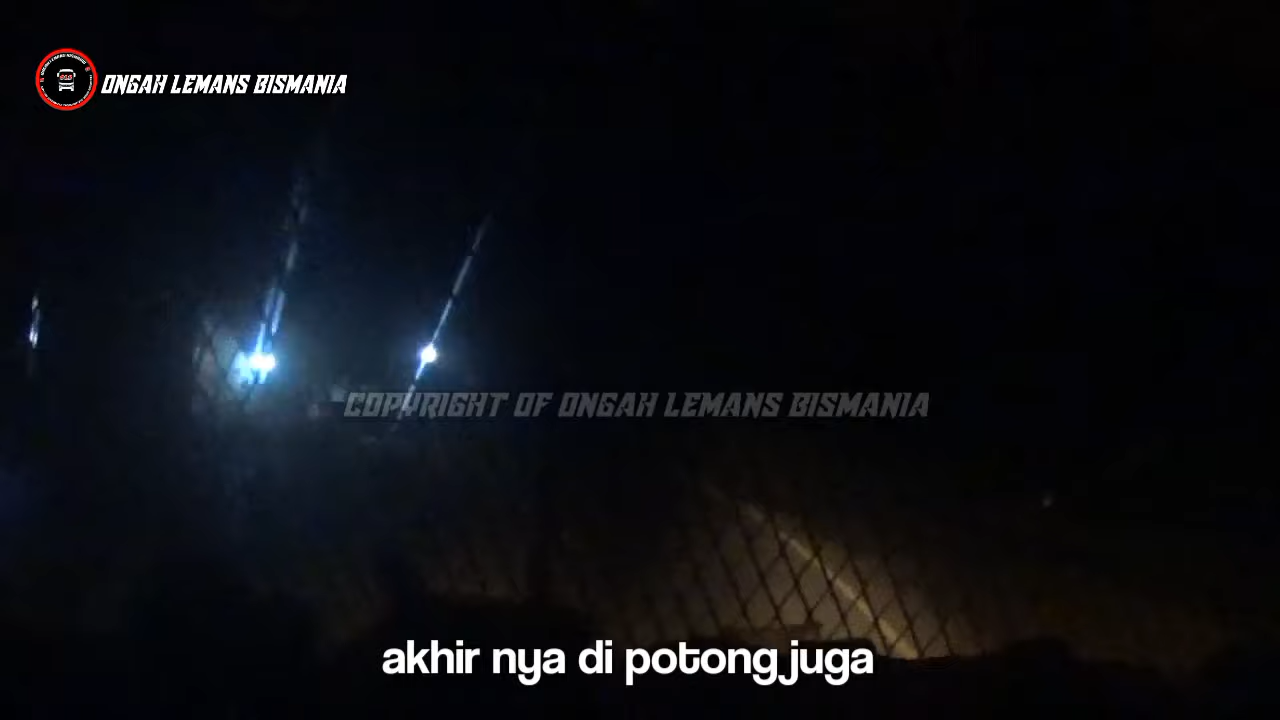 ONGAH LEMANS BISMANIA
COPYRIGHT OF ONGAH LEMANS BISMANIA
akhir nya di potong juga